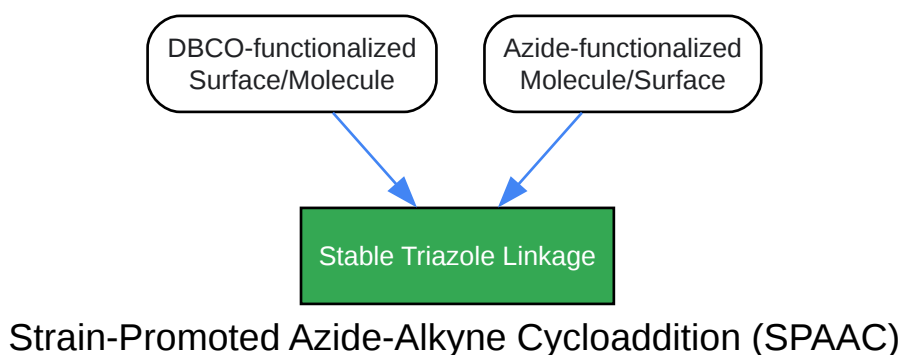 DBCO-functionalized
Surface/Molecule
Azide-functionalized
Molecule/Surface
Stable Triazole Linkage
Strain-Promoted Azide-Alkyne Cycloaddition (SPAAC)